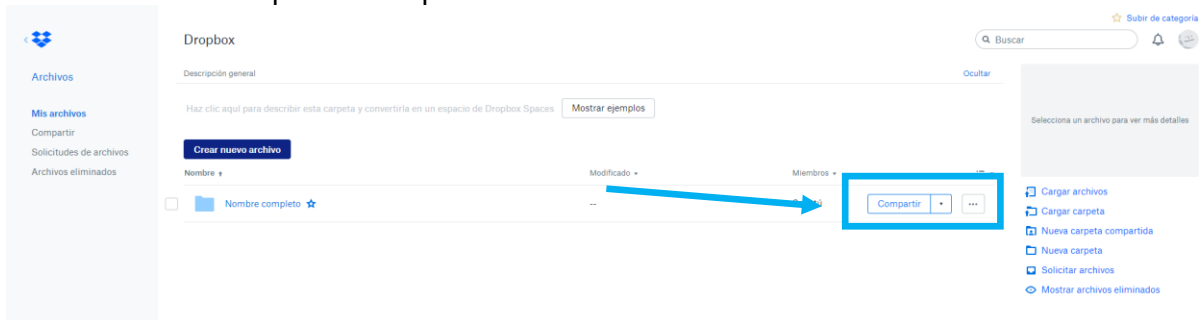 Subir de categoría
Dropbox
Buscar
Archivos
Descripción general
Ocultar
Haz clic aquí para describir esta carpeta y convertirla en un espacio de Dropbox Spaces
Mostrar ejemplos
Mis archivos
Compartir
Solicitudes de archivos
Archivos eliminados
Selecciona un archivo para ver más detalles
Crear nuevo archivo
Nombre
Modificado
Miembros
Nombre completo
--
Compartir
...
Cargar archivos
Cargar carpeta
Nueva carpeta compartida
Nueva carpeta
Solicitar archivos
Mostrar archivos eliminados